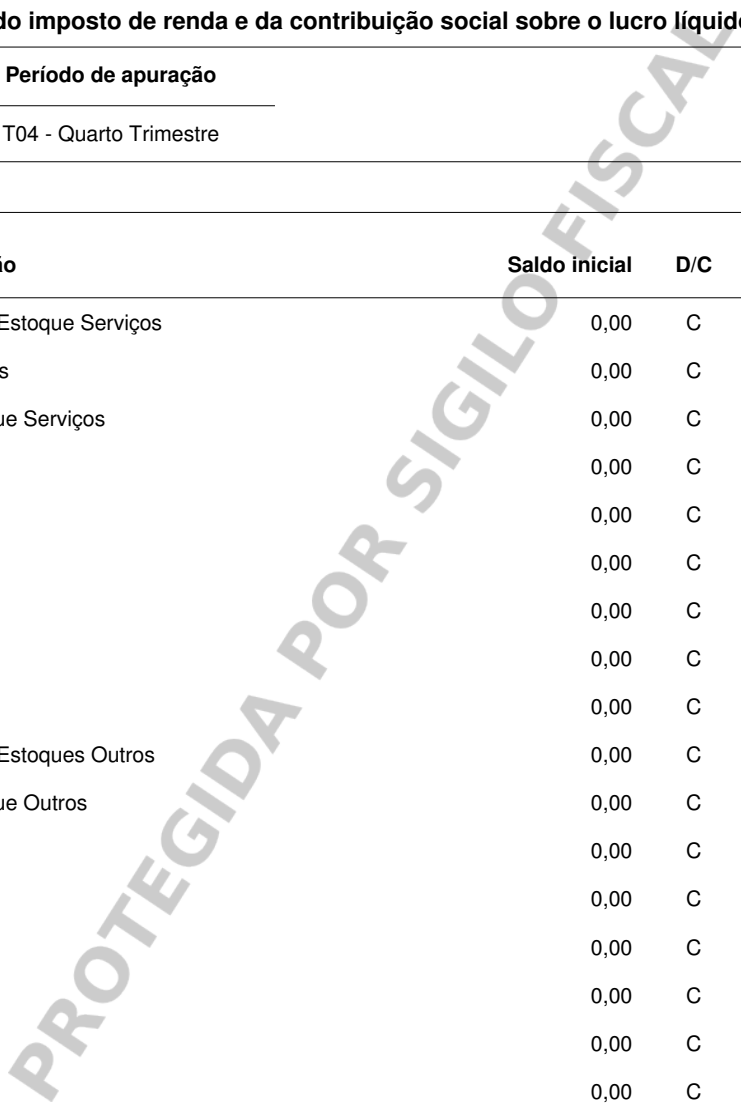 do imposto de renda e da contribuição social sobre o lucro líquido
Período de apuração
T04 - Quarto Trimestre
ão Saldo inicial D/C
Estoque Serviços 0,00 C
s 0,00 C
ue Serviços 0,00 C
0,00 C
0,00 C
0,00 C
0,00 C
0,00 C
0,00 C
Estoques Outros 0,00 C
ue Outros 0,00 C
0,00 C
0,00 C
0,00 C
0,00 C
0,00 C
0,00 C
PROTEGIDA POR SIGILO FISCAL